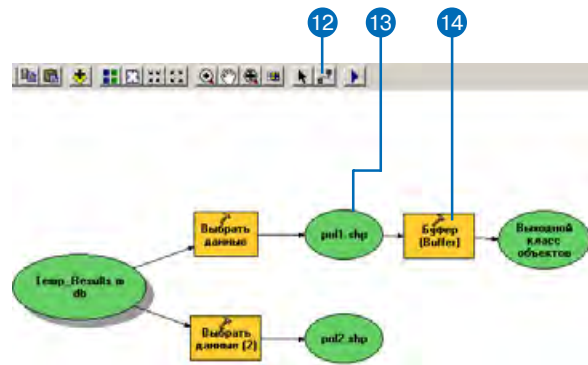 12
13
14
Выбрать
данные
pol1.shp
Буфер
(Buffer)
Выходной
класс
объектов
Temp_Results.m
db
Выбрать
данные (2)
pol2.shp